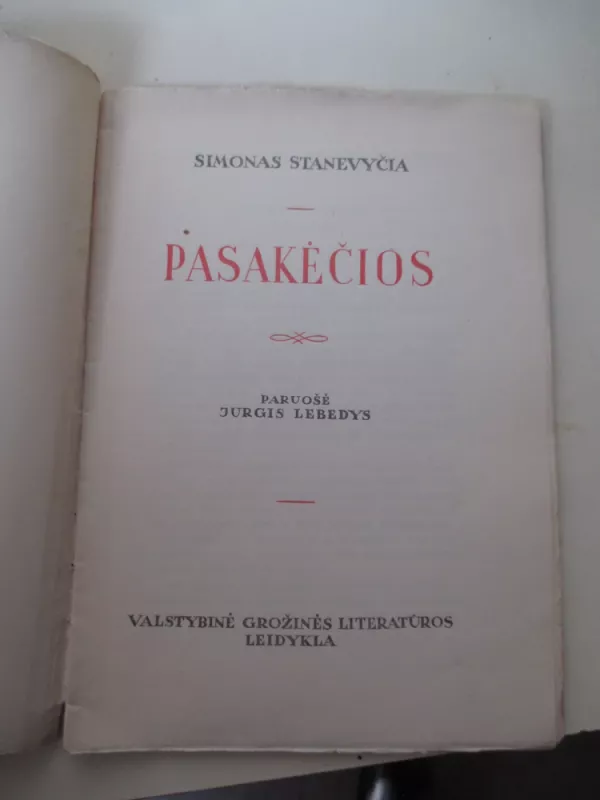 SIMONAS STANEVYČIA
PASAKĖČIOS
PARUOŠĖ
JURGIS LEBEDYS
VALSTYBINĖ GROŽINĖS LITERATŪROS
LEIDYKLA